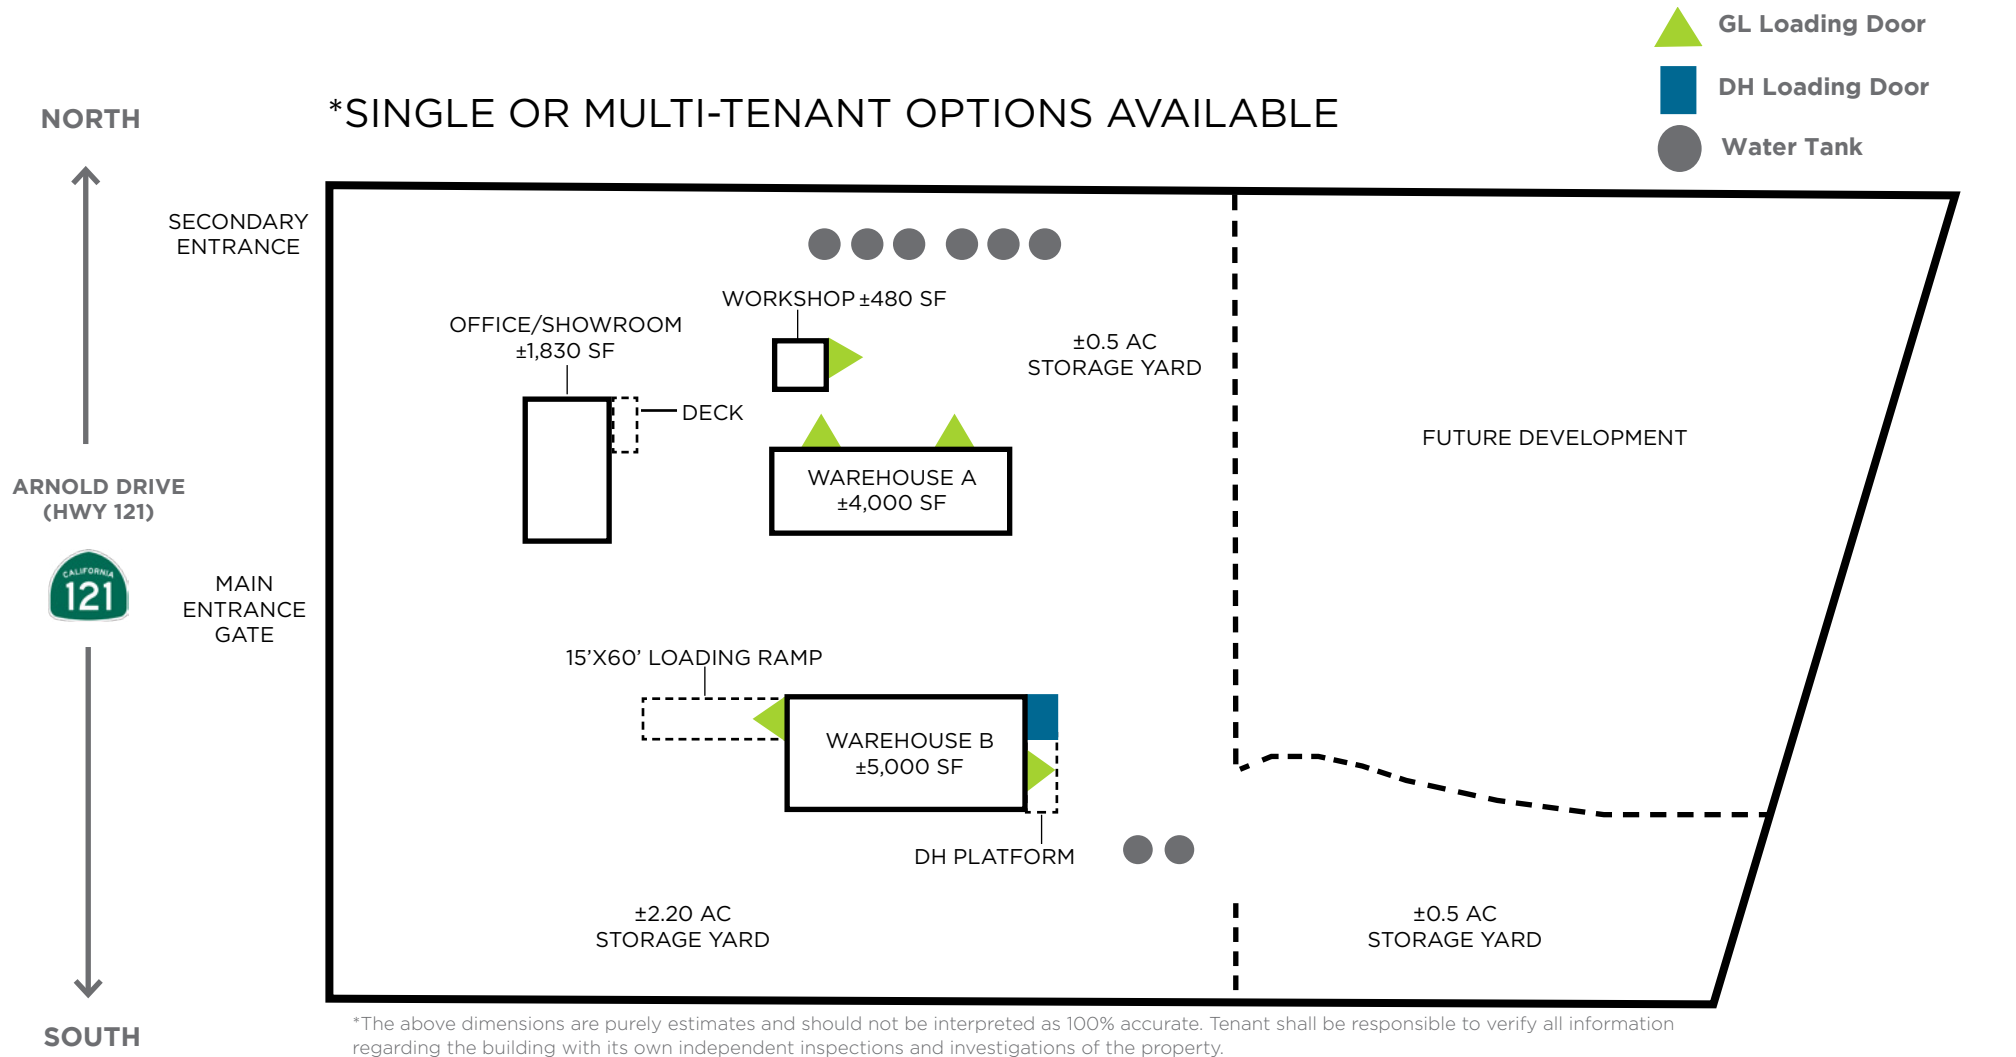 GL Loading Door
DH Loading Door
Water Tank
*SINGLE OR MULTI-TENANT OPTIONS AVAILABLE
NORTH
SECONDARY
ENTRANCE
WORKSHOP ±480 SF
OFFICE/SHOWROOM
±1,830 SF
±0.5 AC
STORAGE YARD
DECK
FUTURE DEVELOPMENT
WAREHOUSE A
±4,000 SF
ARNOLD DRIVE
(HWY 121)
CALIFORNIA
121
MAIN
ENTRANCE
GATE
15’X60’ LOADING RAMP
WAREHOUSE B
±5,000 SF
DH PLATFORM
±2.20 AC
STORAGE YARD
±0.5 AC
STORAGE YARD
SOUTH
*The above dimensions are purely estimates and should not be interpreted as 100% accurate. Tenant shall be responsible to verify all information
regarding the building with its own independent inspections and investigations of the property.